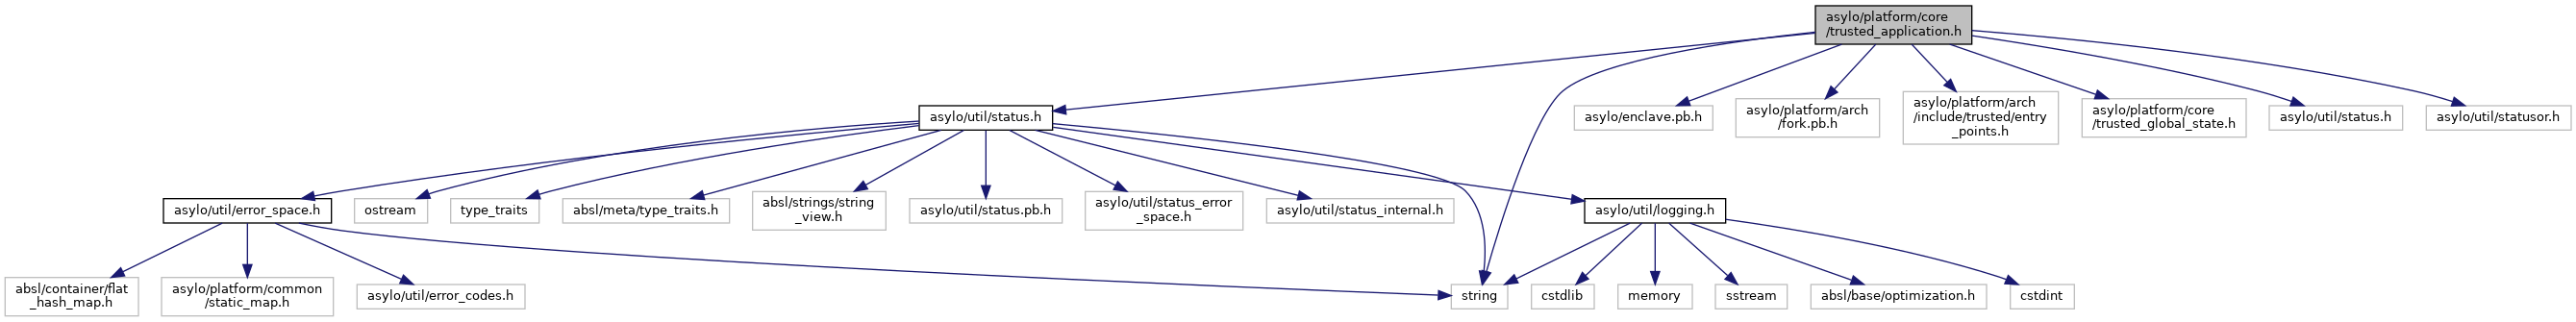 asylo/platform/core
/trusted_application.h
asylo/util/status.h
asylo/enclave.pb.h
asylo/platform/arch
/fork.pb.h
asylo/platform/arch
/include/trusted/entry
_points.h
asylo/platform/core
/trusted_global_state.h
asylo/util/status.h
asylo/util/statusor.h
asylo/util/error_space.h
ostream
type_traits
absl/meta/type_traits.h
absl/strings/string
_view.h
asylo/util/status.pb.h
asylo/util/status_error
_space.h
asylo/util/status_internal.h
asylo/util/logging.h
absl/container/flat
_hash_map.h
asylo/platform/common
/static_map.h
asylo/util/error_codes.h
string
cstdlib
memory
sstream
absl/base/optimization.h
cstdint